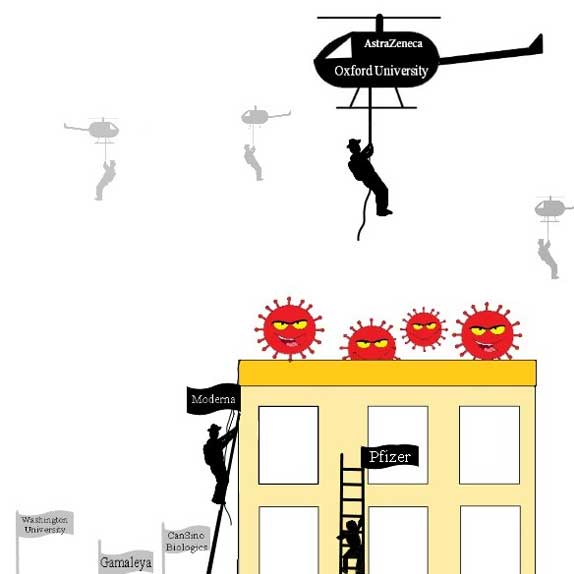 AstraZeneca
Oxford University
Moderna
Pfizer
Washington
University
CanSino
Biologics
Gamaleya